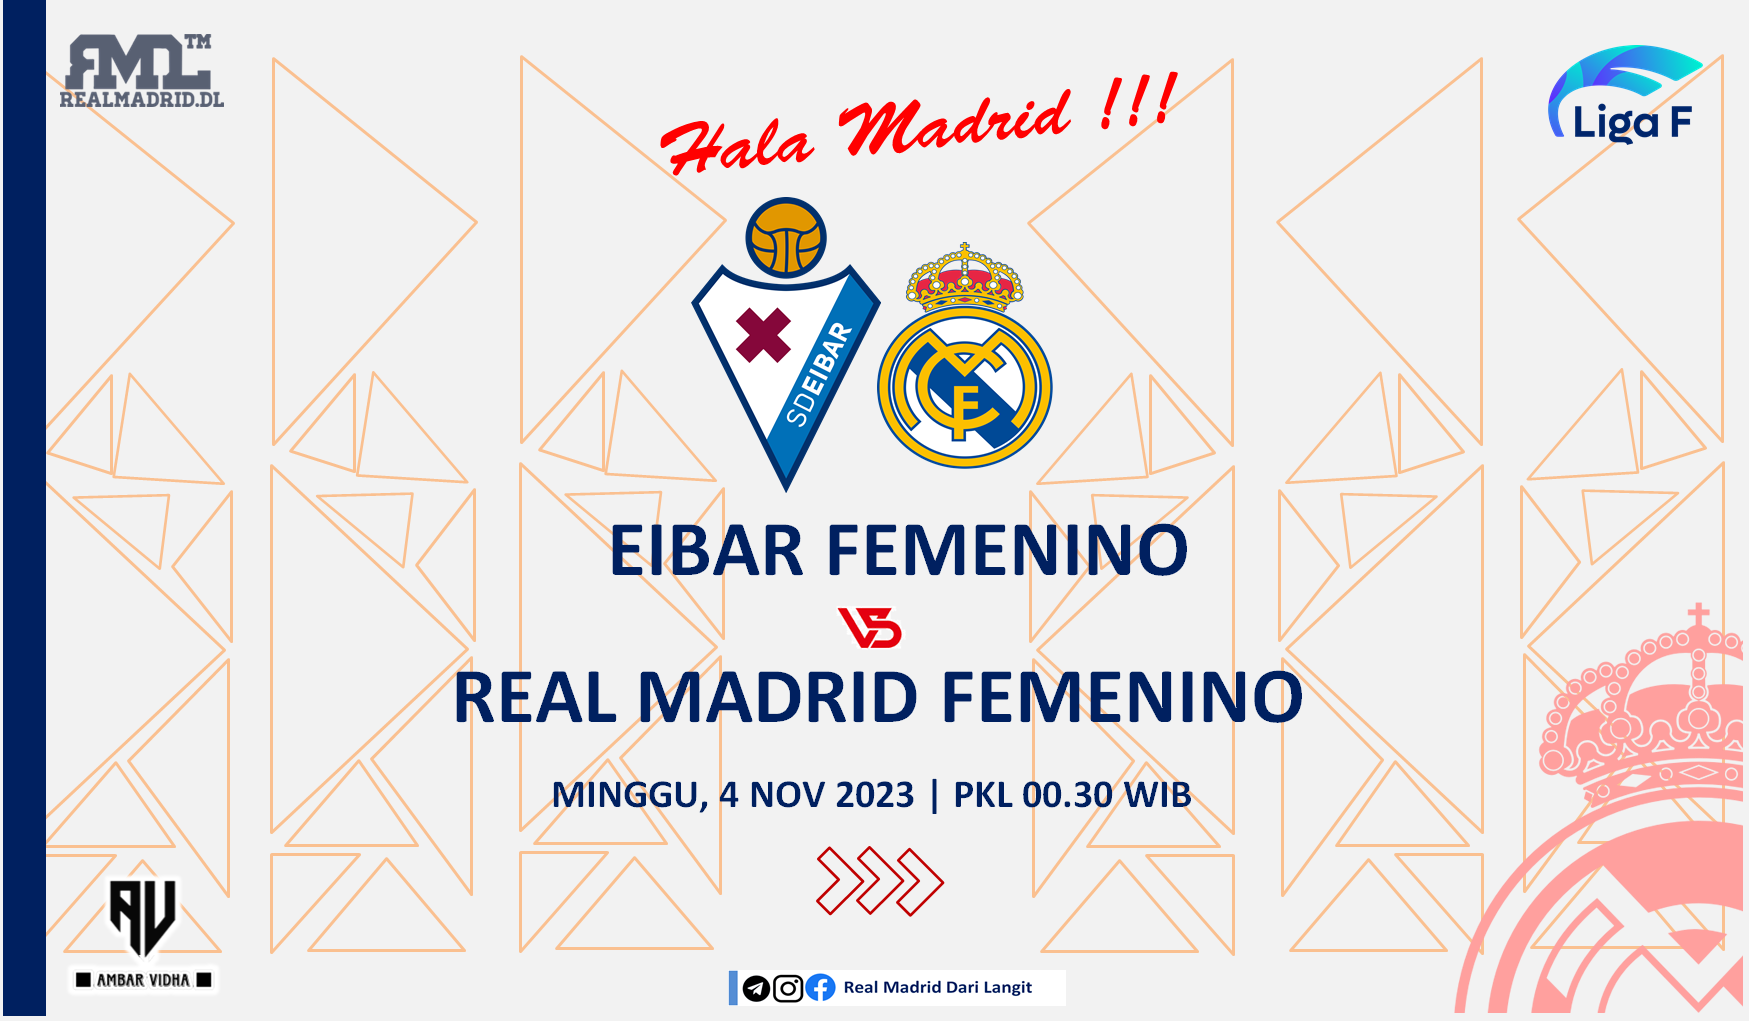 RML™
REALMADRID.DL
Liga F
Hala Madrid !!!
SDEIBAR
EIBAR FEMENINO
VS
REAL MADRID FEMENINO
MINGGU, 4 NOV 2023 | PKL 00.30 WIB
AV
AMBAR VIDHA
Real Madrid Dari Langit